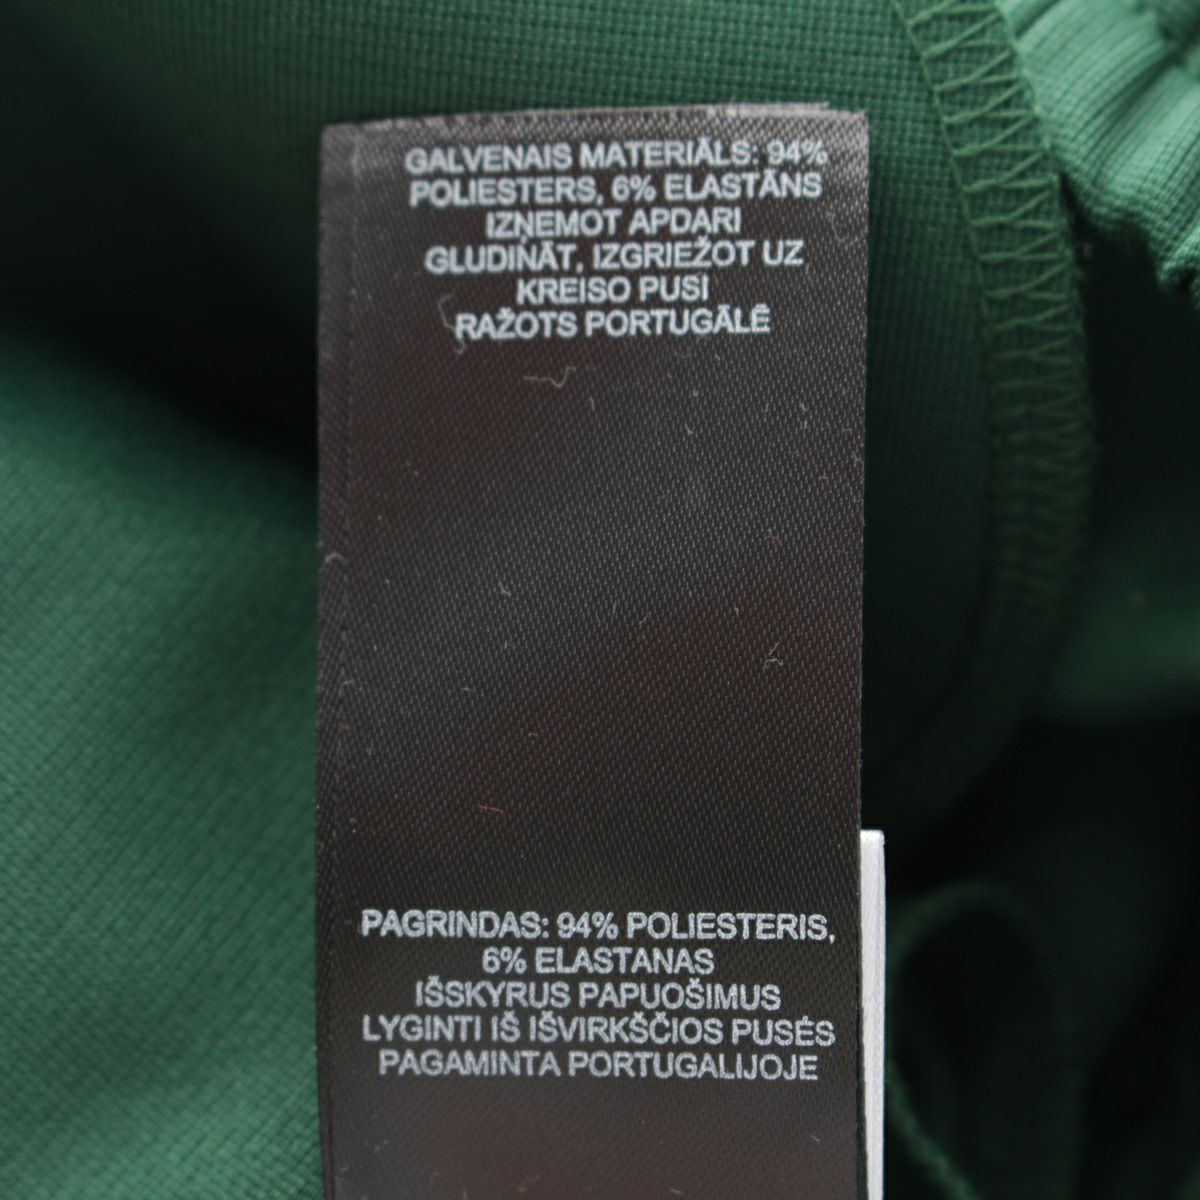 GALVENAIS MATERIĀLS: 94%
POLIESTERS, 6% ELASTĀNS
IZŅEMOT APDARI
GLUDINĀT, IZGRIEŽOT UZ
KREISO PUSI
RAŽOTS PORTUGĀLĒ
PAGRINDAS: 94% POLIESTERIS,
6% ELASTANAS
IŠSKYRUS PAPUOŠIMUS
LYGINTI IŠ IŠVIRKŠČIOS PUSĖS
PAGAMINTA PORTUGALIJOJE